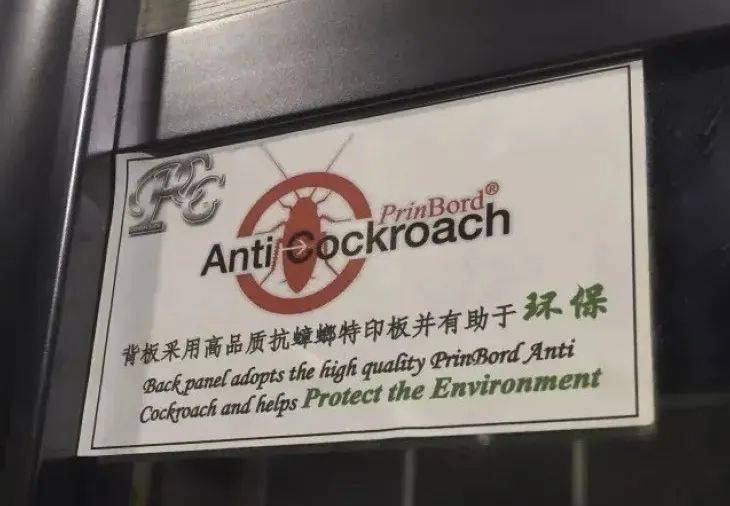 PrinBord®
Anti Cockroach
背板采用高品质抗蟑螂特印板并有助于 环保
Back panel adopts the high quality PrinBord Anti
Cockroach and helps Protect the Environment